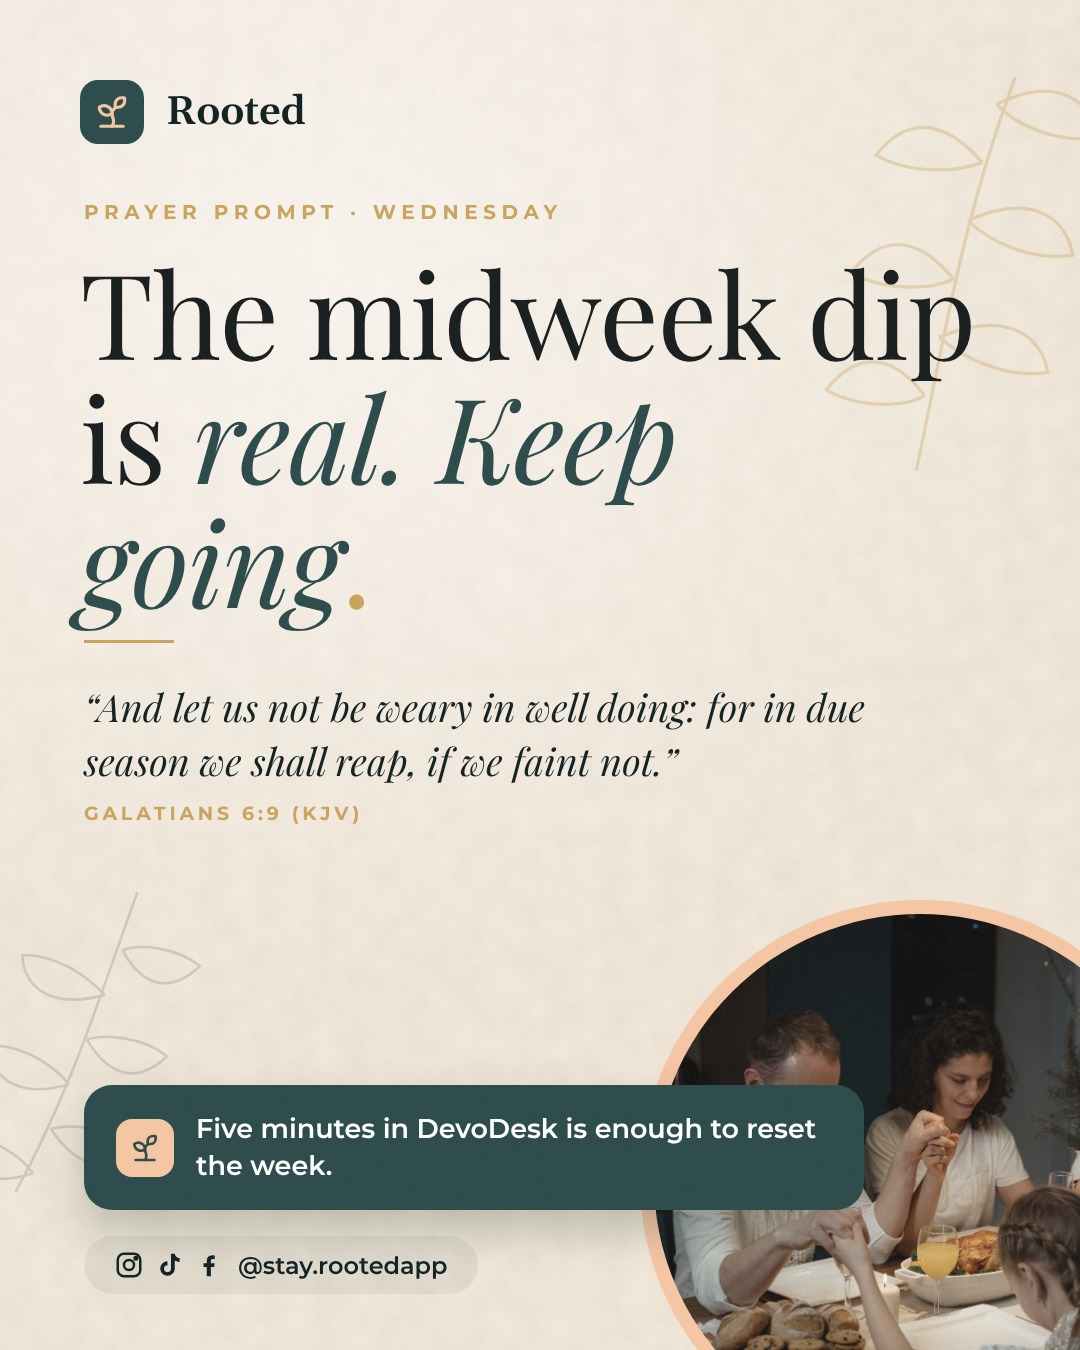 Rooted
PRAYER PROMPT · WEDNESDAY
The midweek dip
is real. Keep
going.
“And let us not be weary in well doing: for in due
season we shall reap, if we faint not.”
GALATIANS 6:9 (KJV)
Five minutes in DevoDesk is enough to reset
the week.
@stay.rootedapp